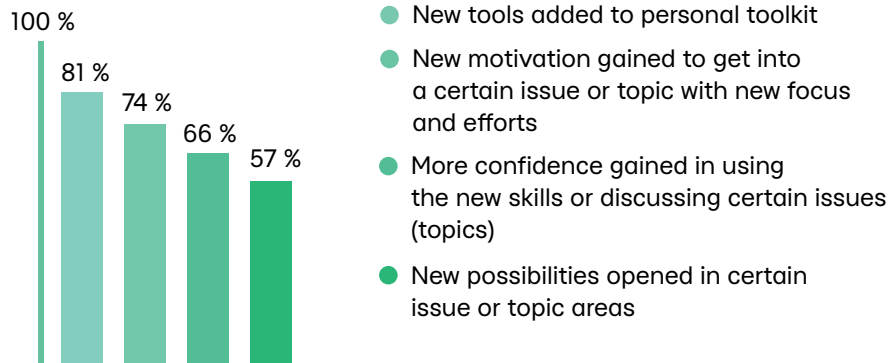 100 %
81 %
74 %
66 %
57 %
New tools added to personal toolkit
New motivation gained to get into
a certain issue or topic with new focus
and efforts
More confidence gained in using
the new skills or discussing certain issues
(topics)
New possibilities opened in certain
issue or topic areas